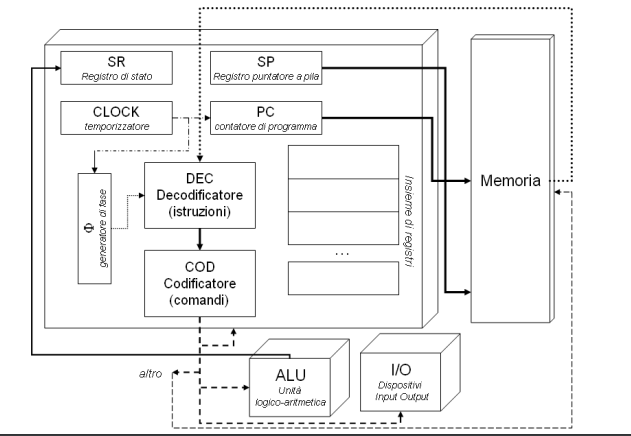 SR
Registro di stato
SP
Registro puntatore a pila
CLOCK
temporizzatore
PC
contatore di programma
Φ
generatore di fase
DEC
Decodificatore
(istruzioni)
COD
Codificatore
(comandi)
...
Insieme di registri
Memoria
altro
ALU
Unità
logico-aritmetica
I/O
Dispositivi
Input Output